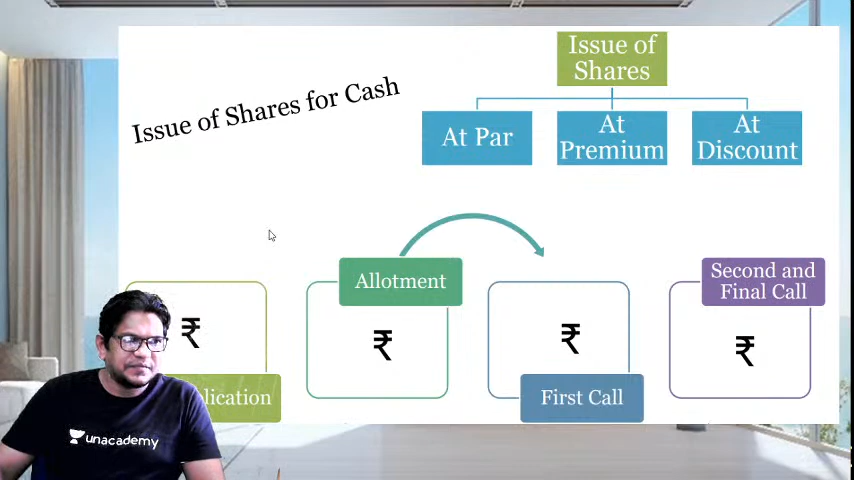 Issue of
Shares
Issue of Shares for Cash
At Par
At
Premium
At
Discount
Allotment
Second and
Final Call
₹
₹
₹
₹
First Call
unacademy